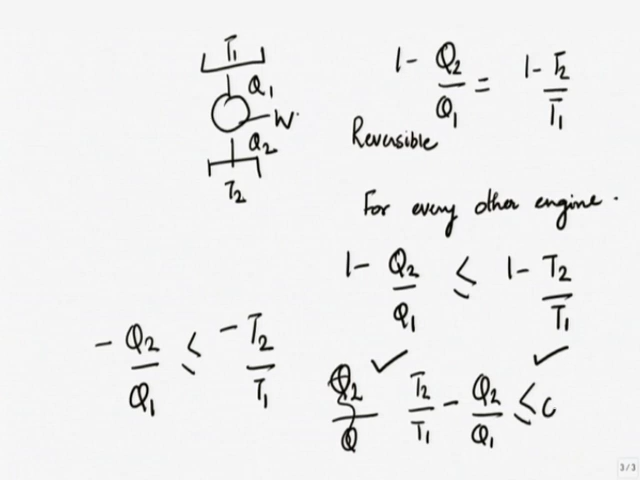 T₁
Q₁
W
Q₂
T₂
1 - Q₂/Q₁ = 1 - T₂/T₁
Reversible
For every other engine.
1 - Q₂/Q₁ ≤ 1 - T₂/T₁
- Q₂/Q₁ ≤ - T₂/T₁
T₂/T₁ - Q₂/Q₁ ≤ 0
3/3